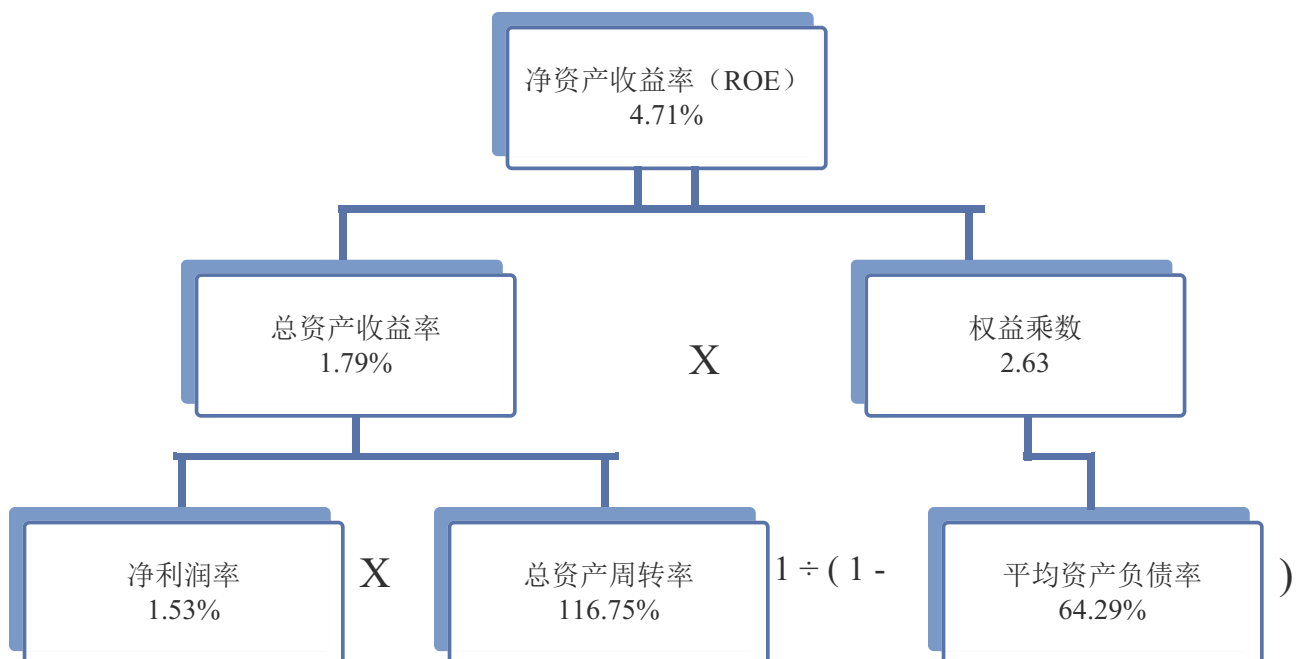 净资产收益率（ROE）
4.71%
总资产收益率
1.79%
X
权益乘数
2.63
净利润率
1.53%
X
总资产周转率
116.75%
1 ÷ ( 1 -
平均资产负债率
64.29%
)